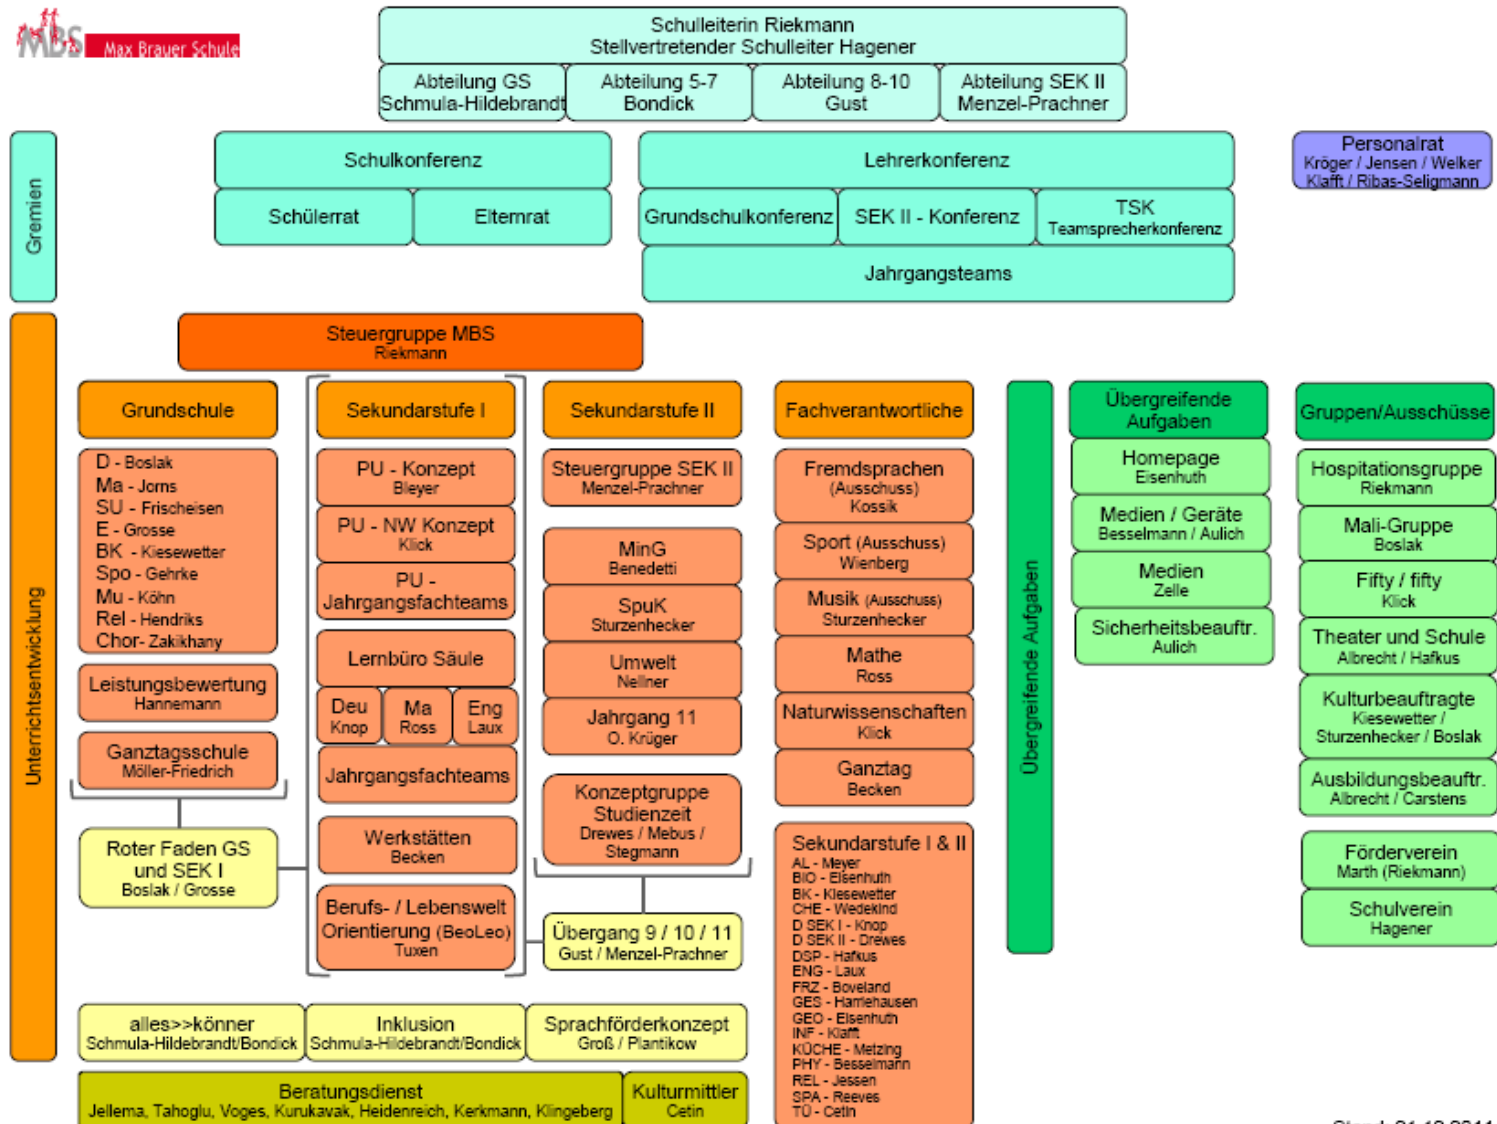 MBS Max Brauer Schule
Schulleiterin Riekmann
Stellvertretender Schulleiter Hagener
Abteilung GS
Schmula-Hildebrandt
Abteilung 5-7
Bondick
Abteilung 8-10
Gust
Abteilung SEK II
Menzel-Prachner
Gremien
Schulkonferenz
Schülerrat
Elternrat
Lehrerkonferenz
Grundschulkonferenz
SEK II - Konferenz
TSK
Teamsprecherkonferenz
Jahrgangsteams
Personalrat
Kröger / Jensen / Welker
Klafft / Ribas-Seligmann
Unterrichtsentwicklung
Steuergruppe MBS
Riekmann
Grundschule
D - Boslak
Ma - Jorns
SU - Frischeisen
E - Grosse
BK - Kiesewetter
Spo - Gehrke
Mu - Köhn
Rel - Hendriks
Chor- Zakikhany
Leistungsbewertung
Hannemann
Ganztagsschule
Möller-Friedrich
Roter Faden GS
und SEK I
Boslak / Grosse
Sekundarstufe I
PU - Konzept
Bleyer
PU - NW Konzept
Klick
PU -
Jahrgangsfachteams
Lernbüro Säule
Deu
Knop
Ma
Ross
Eng
Laux
Jahrgangsfachteams
Werkstätten
Becken
Berufs- / Lebenswelt
Orientierung (BeoLeo)
Tuxen
Sekundarstufe II
Steuergruppe SEK II
Menzel-Prachner
MinG
Benedetti
SpuK
Sturzenhecker
Umwelt
Nellner
Jahrgang 11
O. Krüger
Konzeptgruppe
Studienzeit
Drewes / Mebus /
Stegmann
Übergang 9 / 10 / 11
Gust / Menzel-Prachner
Fachverantwortliche
Fremdsprachen
(Ausschuss)
Kossik
Sport (Ausschuss)
Wienberg
Musik (Ausschuss)
Sturzenhecker
Mathe
Ross
Naturwissenschaften
Klick
Ganztag
Becken
Sekundarstufe I & II
AL - Meyer
BIO - Eisenhuth
BK - Kiesewetter
CHE - Wedekind
D SEK I - Knop
D SEK II - Drewes
DSP - Hafkus
ENG - Laux
FRZ - Boveland
GES - Harriehausen
GEO - Eisenhuth
INF - Klafft
KÜCHE - Metzing
PHY - Besselmann
REL - Jessen
SPA - Reeves
TÜ - Cetin
alles>>könner
Schmula-Hildebrandt/Bondick
Inklusion
Schmula-Hildebrandt/Bondick
Sprachförderkonzept
Groß / Plantikow
Beratungsdienst
Jellema, Tahoglu, Voges, Kurukavak, Heidenreich, Kerkmann, Klingeberg
Kulturmittler
Cetin
Übergreifende Aufgaben
Übergreifende
Aufgaben
Homepage
Eisenhuth
Medien / Geräte
Besselmann / Aulich
Medien
Zelle
Sicherheitsbeauftr.
Aulich
Gruppen/Ausschüsse
Hospitationsgruppe
Riekmann
Mali-Gruppe
Boslak
Fifty / fifty
Klick
Theater und Schule
Albrecht / Hafkus
Kulturbeauftragte
Kiesewetter /
Sturzenhecker / Boslak
Ausbildungsbeauftr.
Albrecht / Carstens
Förderverein
Marth (Riekmann)
Schulverein
Hagener